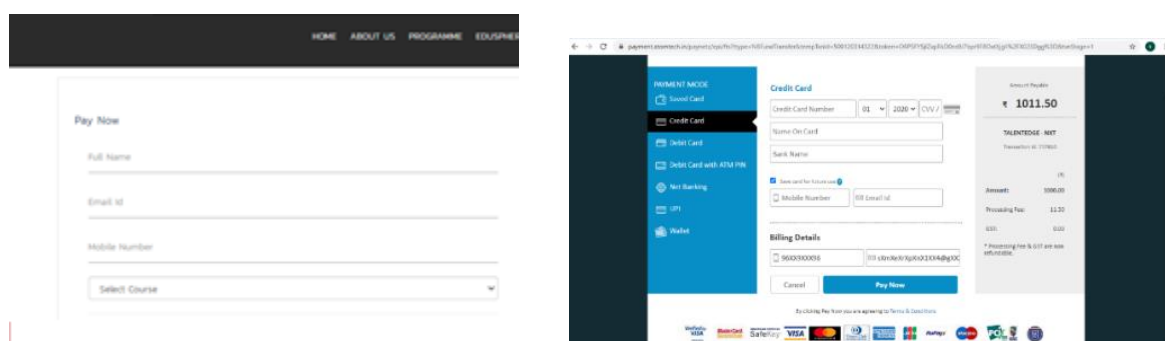 HOME ABOUT US PROGRAMME EDUSPHER
Pay Now
Full Name
Email Id
Mobile Number
Select Course
PAYMENT MODE
Saved Card
Credit Card
Debit Card
Debit Card with ATM PIN
Net Banking
UPI
Wallet
Credit Card
Credit Card Number 01 2020 CVV /
Name On Card
Bank Name
Save card for future use
Mobile Number Email Id
Billing Details
Cancel Pay Now
By clicking Pay Now you are agreeing to Terms & Conditions
VISA MasterCard SafeKey VISA RuPay
Amount Payable
₹ 1011.50
TALENTEDGE - NXT
Amount: 1000.00
Processing Fee: 11.50
GST: 0.00
* Processing Fee & GST are non
refundable.